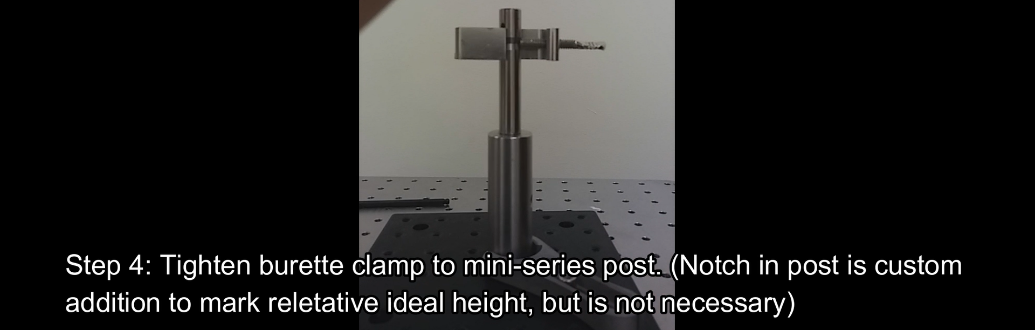 Step 4: Tighten burette clamp to mini-series post. (Notch in post is custom
addition to mark reletative ideal height, but is not necessary)